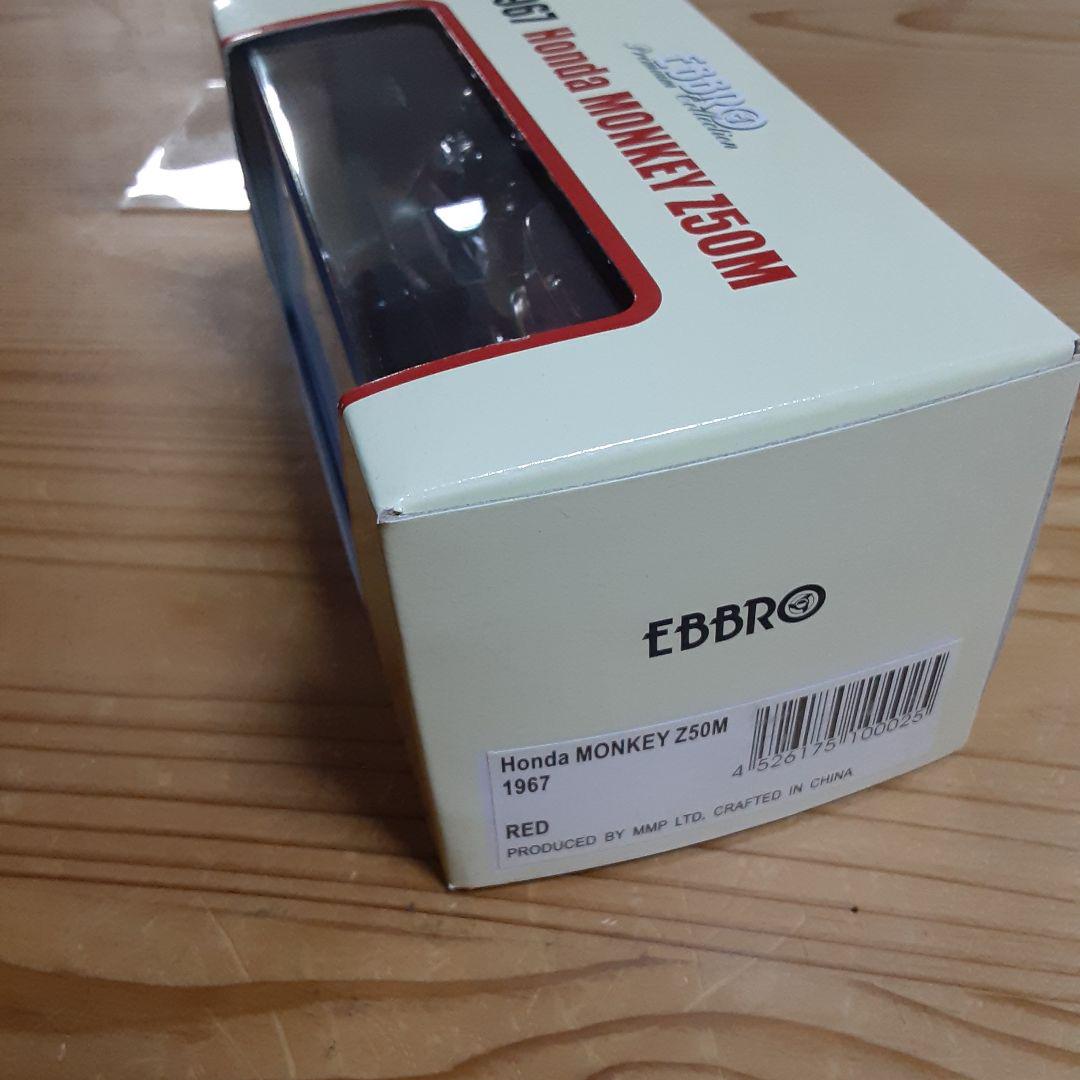 967 Honda MONKEY Z50M
EBBRO
Premium Collection
EBBRO
Honda MONKEY Z50M
1967
RED
4 526175 100025
PRODUCED BY MMP LTD. CRAFTED IN CHINA